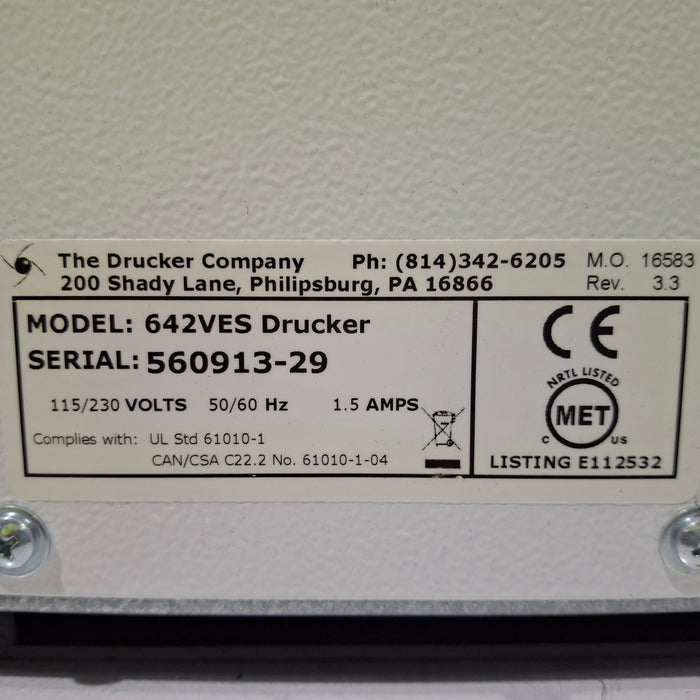 The Drucker Company Ph: (814)342-6205 M.O. 16583
200 Shady Lane, Philipsburg, PA 16866 Rev. 3.3
MODEL: 642VES Drucker
SERIAL: 560913-29
115/230 VOLTS 50/60 Hz 1.5 AMPS
Complies with: UL Std 61010-1
CAN/CSA C22.2 No. 61010-1-04
CE
NRTL LISTED
MET
C US
LISTING E112532